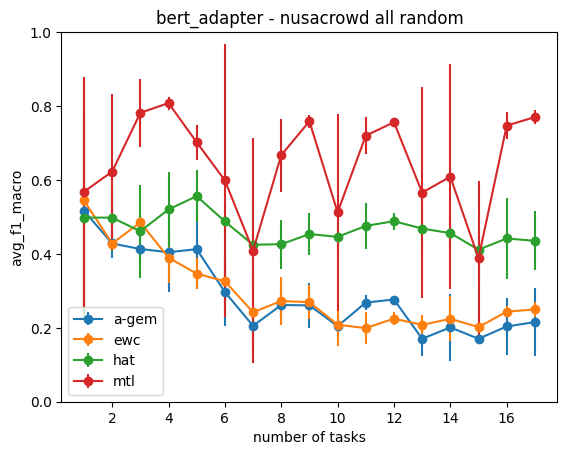 bert_adapter - nusacrowd all random
avg_f1_macro
1.0
0.8
0.6
0.4
0.2
0.0
a-gem
ewc
hat
mtl
2 4 6 8 10 12 14 16
number of tasks